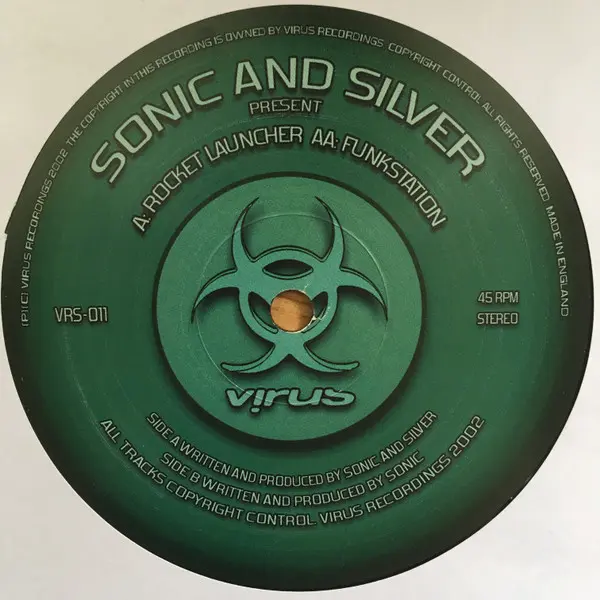 (P)(C) VIRUS RECORDINGS 2002. THE COPYRIGHT IN THIS RECORDING IS OWNED BY VIRUS RECORDINGS. COPYRIGHT CONTROL ALL RIGHTS RESERVED. MADE IN ENGLAND
SONIC AND SILVER
PRESENT
A: ROCKET LAUNCHER AA: FUNKSTATION
VRS-011
45 RPM
STEREO
virus
SIDE A WRITTEN AND PRODUCED BY SONIC AND SILVER
SIDE B WRITTEN AND PRODUCED BY SONIC
ALL TRACKS COPYRIGHT CONTROL VIRUS RECORDINGS 2002